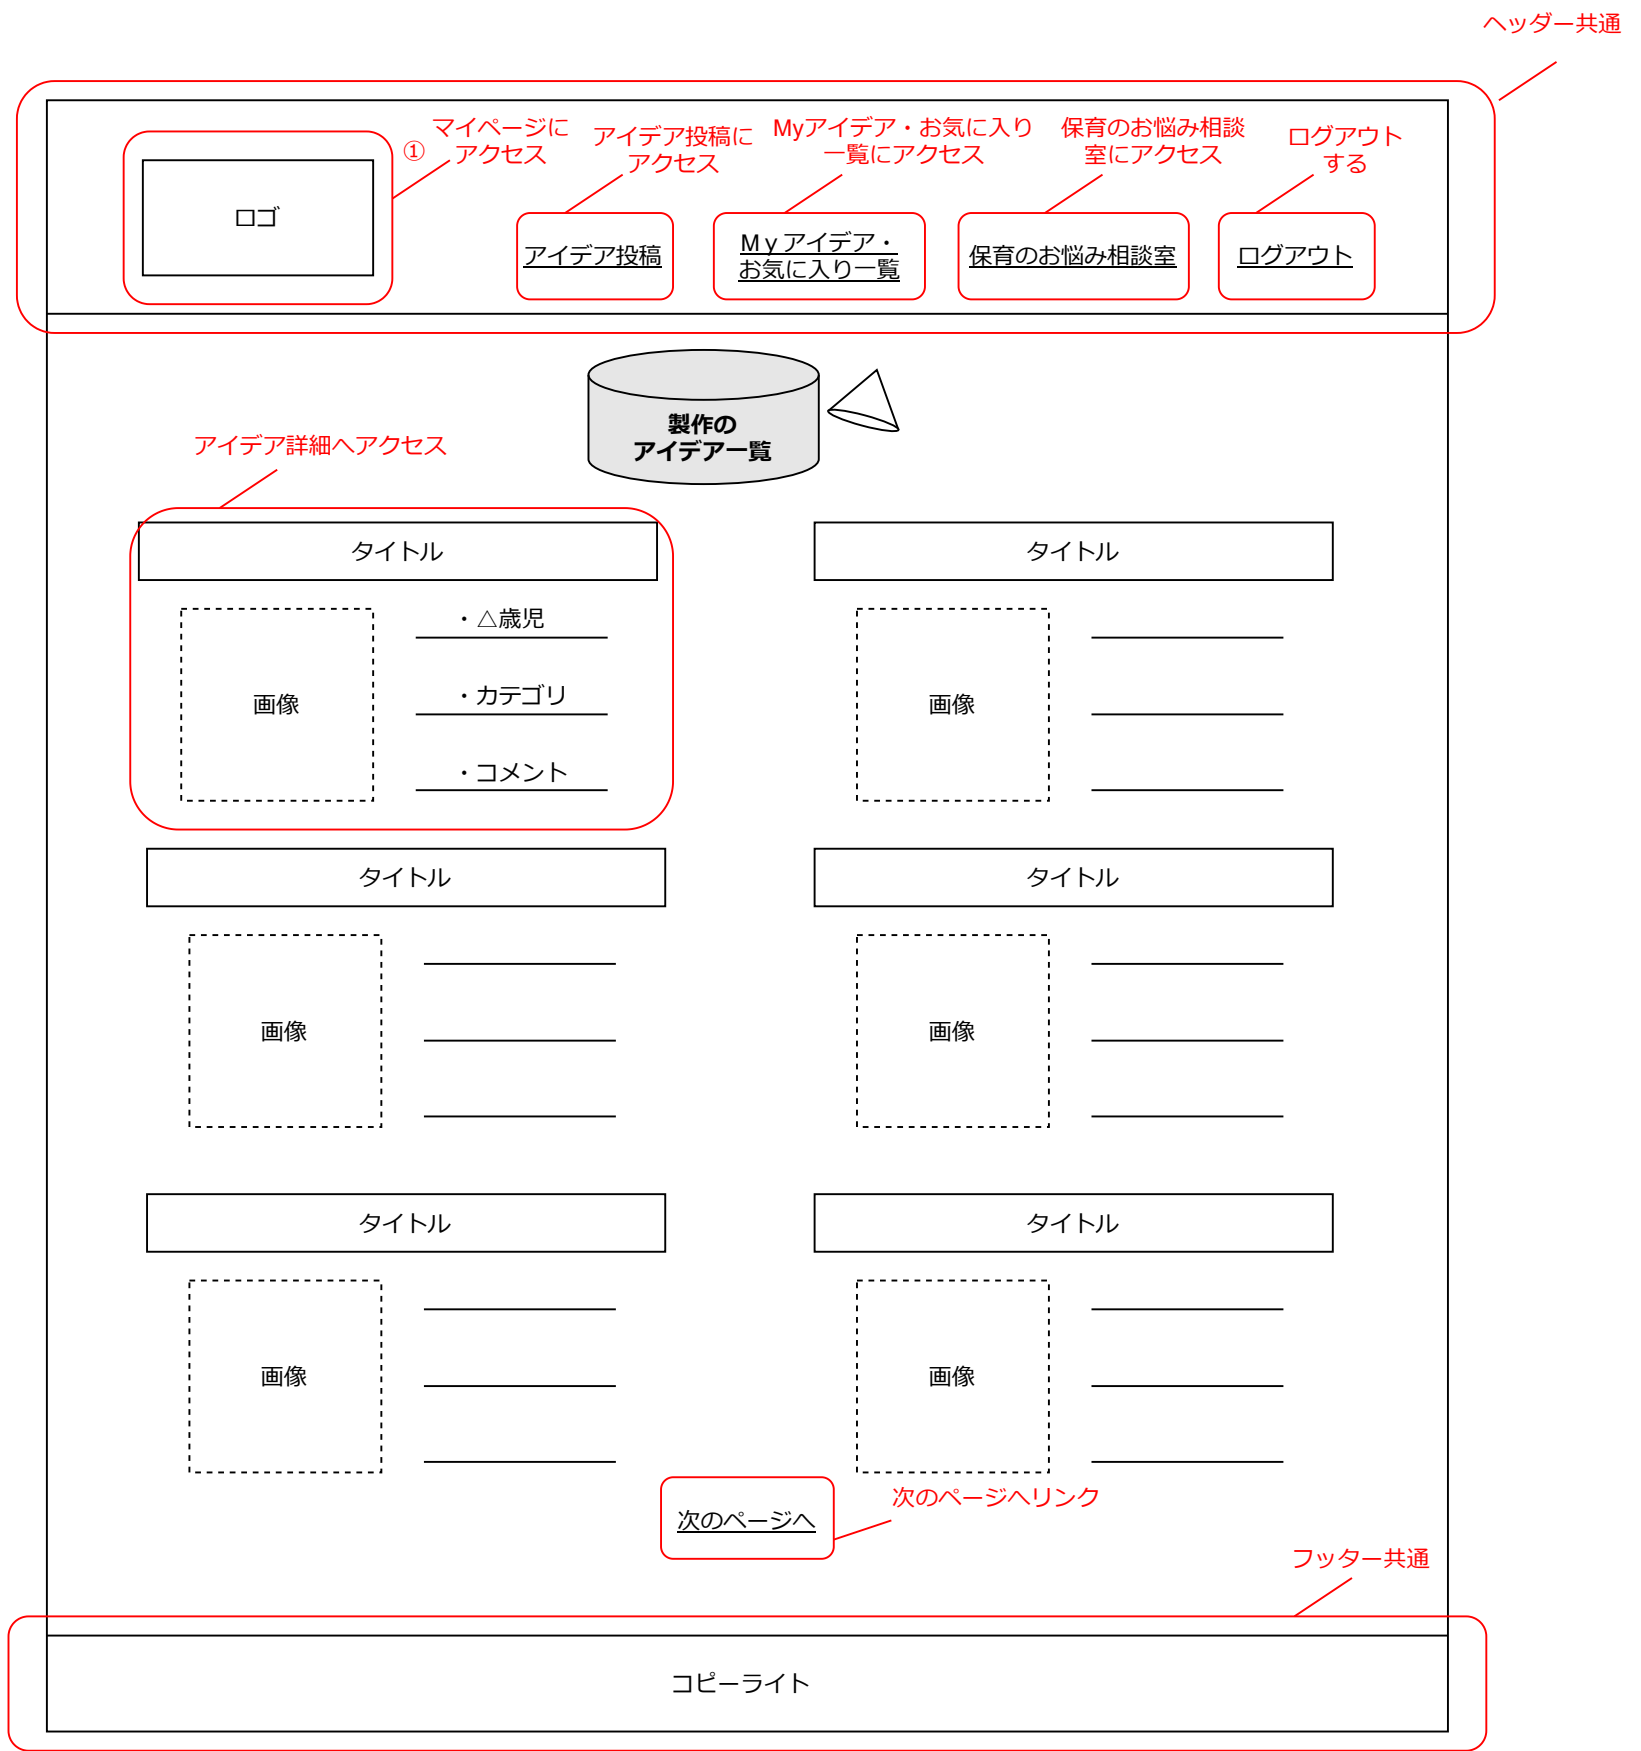 ヘッダー共通
①
マイページに
アクセス
アイデア投稿に
アクセス
Myアイデア・お気に入り
一覧にアクセス
保育のお悩み相談
室にアクセス
ログアウト
する
ロゴ
アイデア投稿
Ｍｙアイデア・
お気に入り一覧
保育のお悩み相談室
ログアウト
製作の
アイデア一覧
アイデア詳細へアクセス
タイトル
タイトル
画像
・△歳児
・カテゴリ
・コメント
画像
タイトル
タイトル
画像
画像
タイトル
タイトル
画像
画像
次のページへ
次のページへリンク
フッター共通
コピーライト